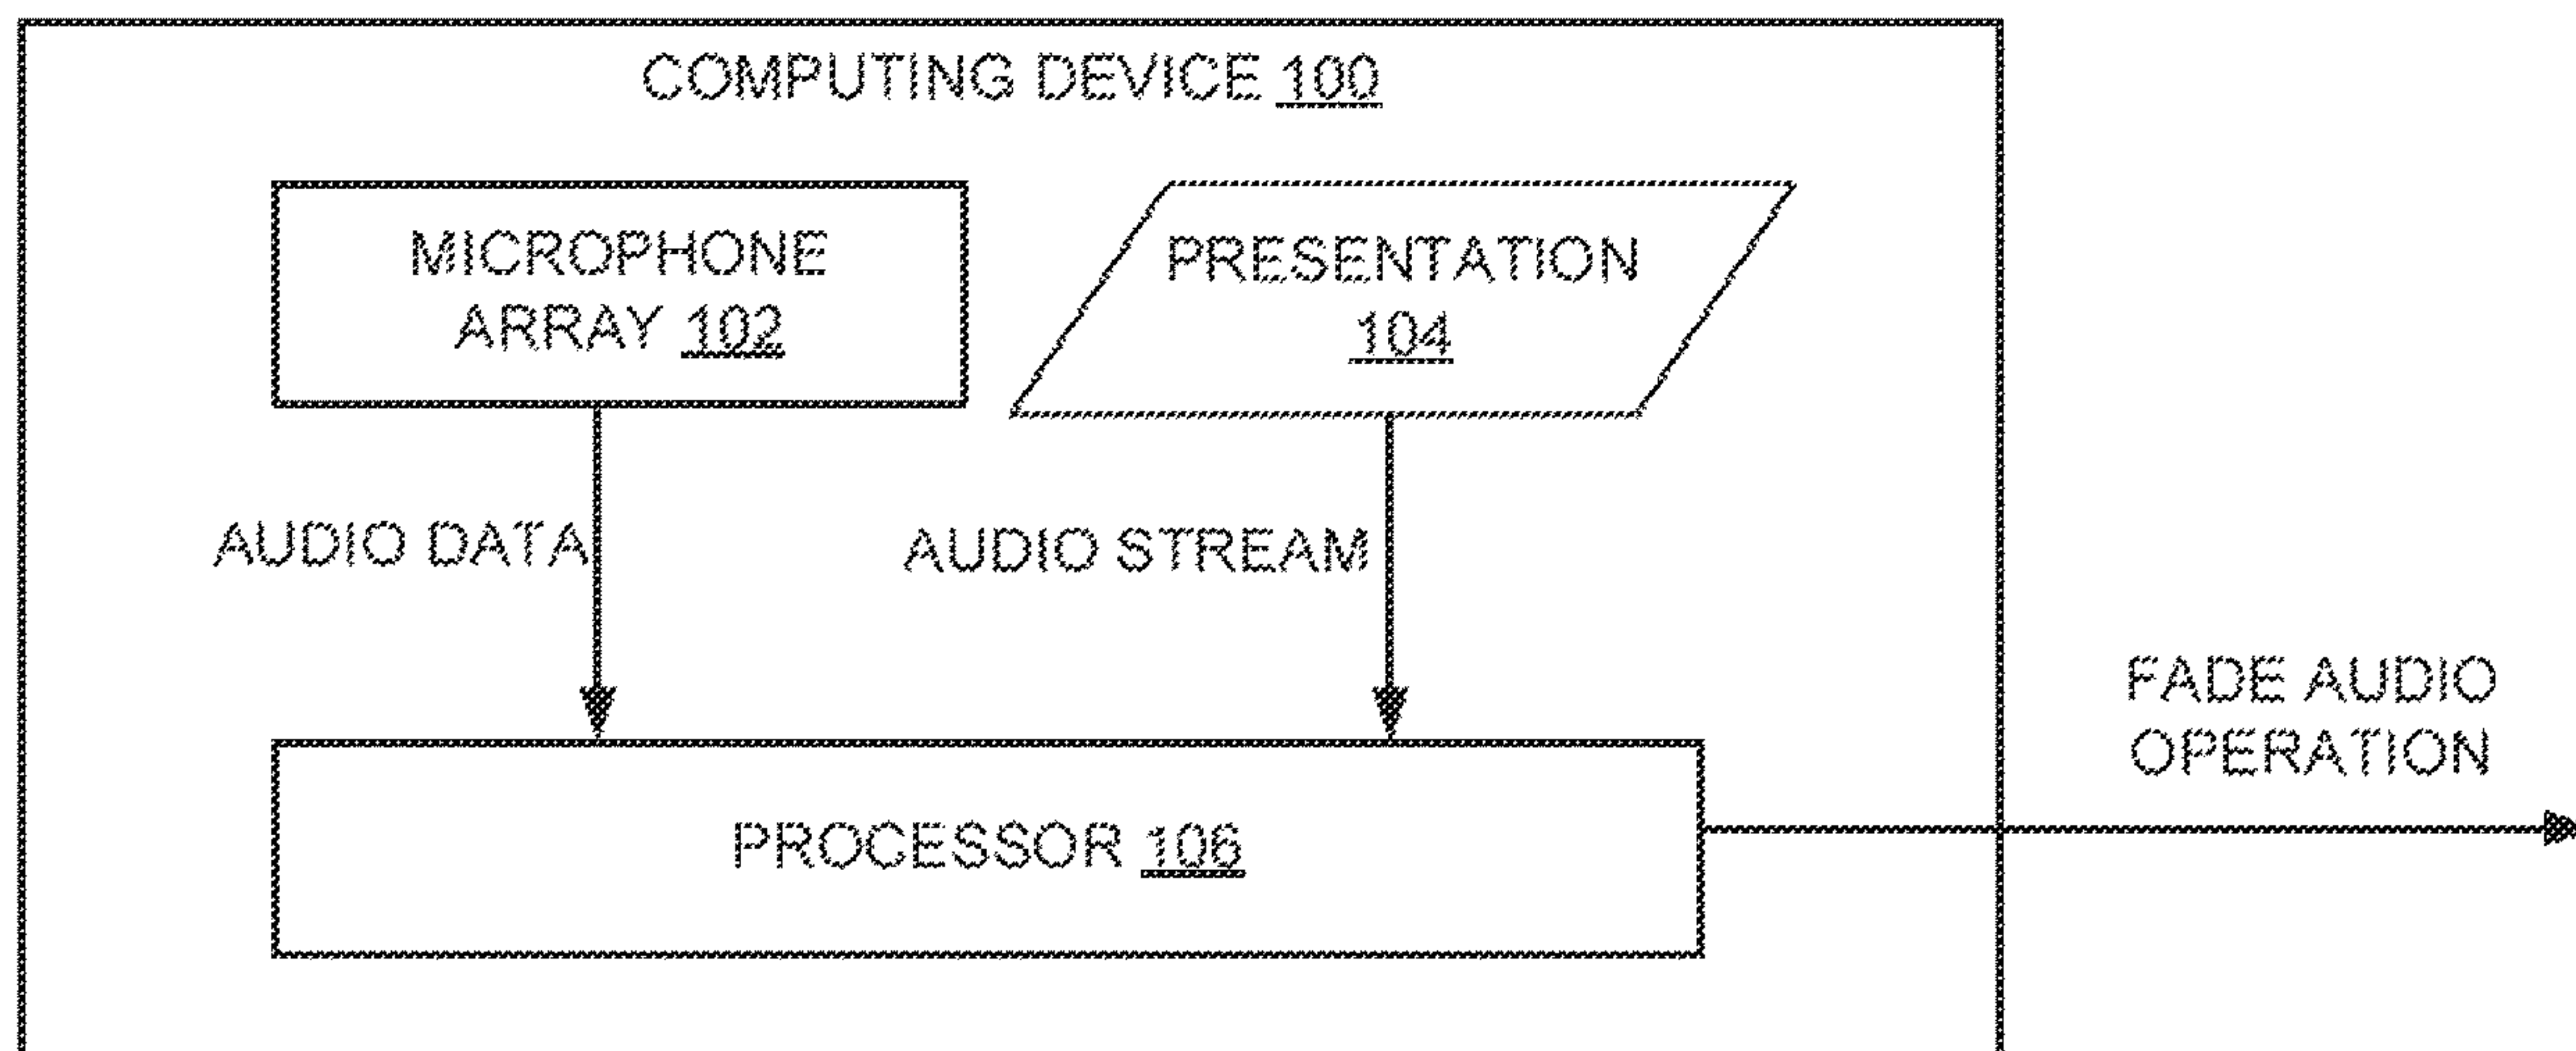 COMPUTING DEVICE 100
MICROPHONE
ARRAY 102
PRESENTATION
104
AUDIO DATA
AUDIO STREAM
FADE AUDIO
OPERATION
PROCESSOR 106